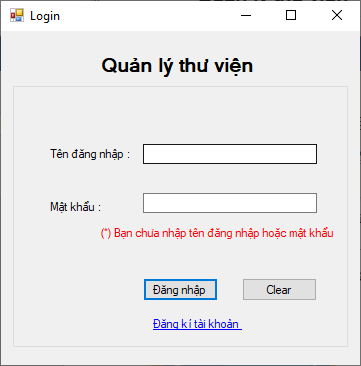 Login
Quản lý thư viện
Tên đăng nhập :
Mật khẩu :
(*) Bạn chưa nhập tên đăng nhập hoặc mật khẩu
Đăng nhập Clear
Đăng kí tài khoản